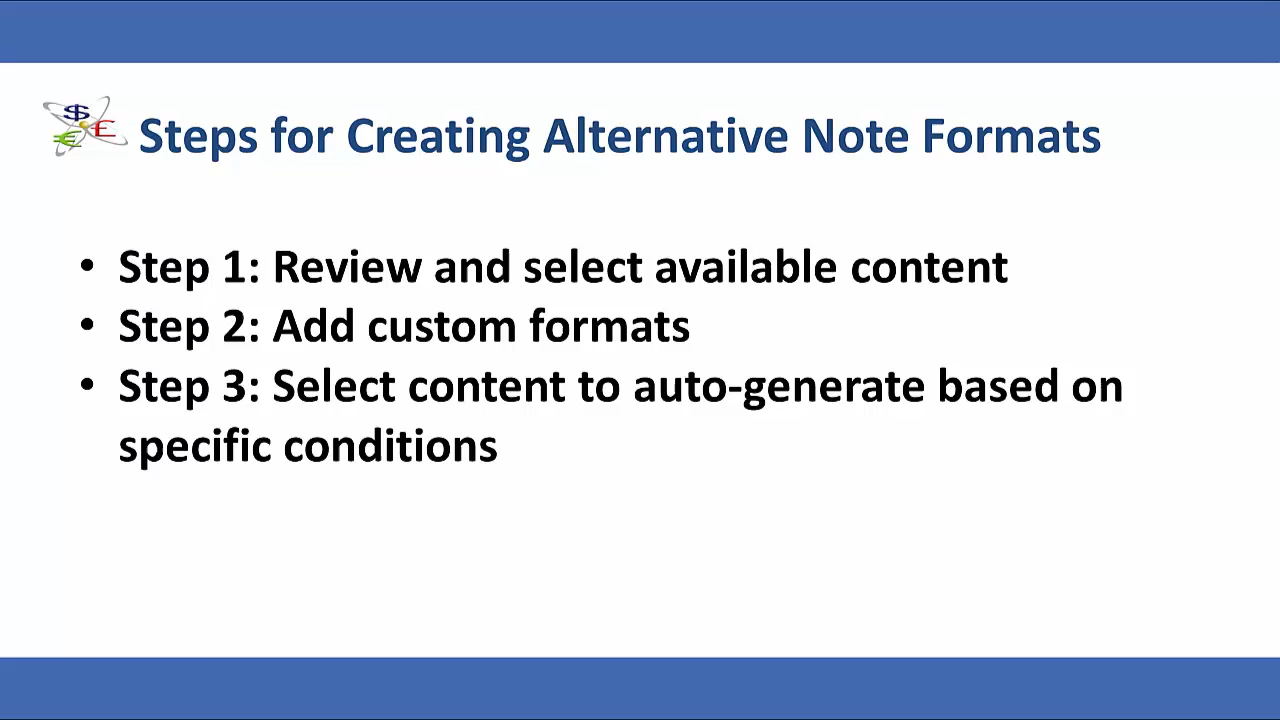 Steps for Creating Alternative Note Formats
• Step 1: Review and select available content
• Step 2: Add custom formats
• Step 3: Select content to auto-generate based on
specific conditions